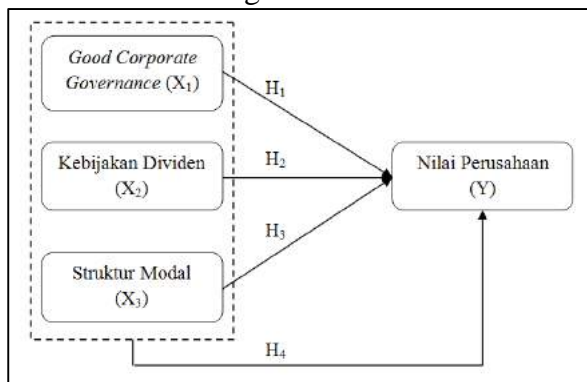 Good Corporate
Governance (X₁)
H₁
Kebijakan Dividen
(X₂)
H₂
Nilai Perusahaan
(Y)
H₃
Struktur Modal
(X₃)
H₄